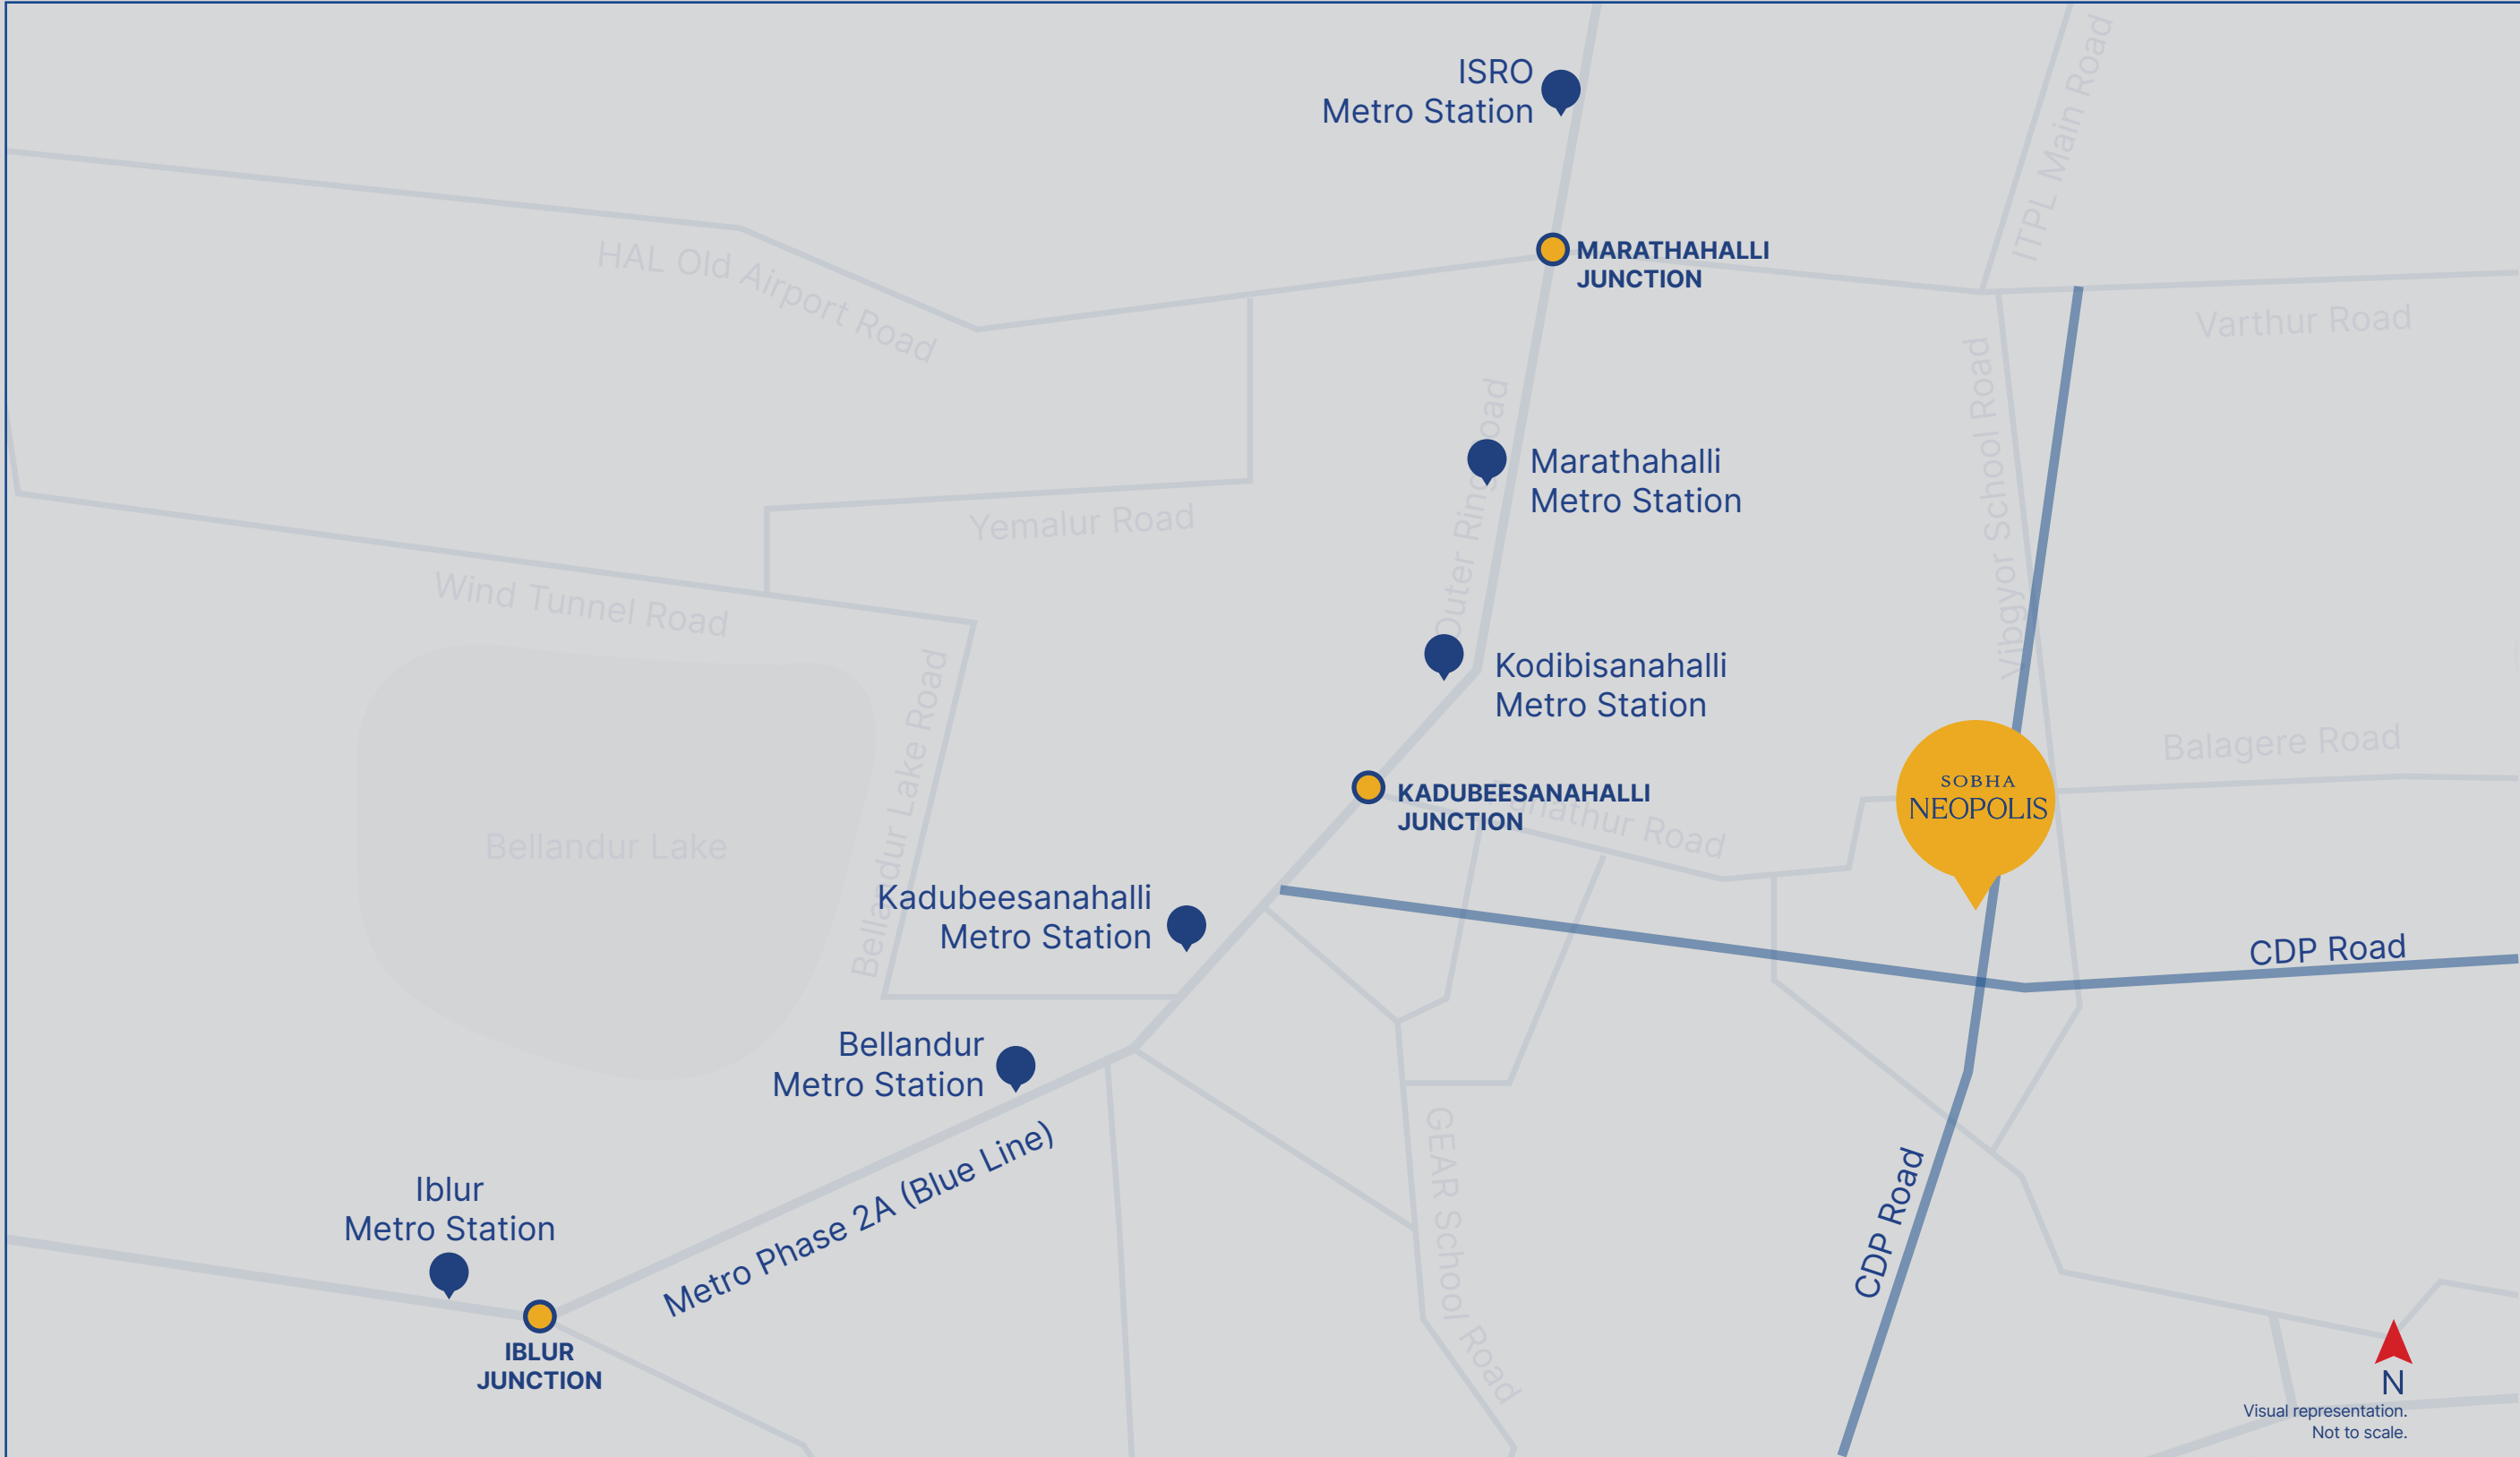 ISRO
Metro Station
ITPL Main Road
MARATHAHALLI
JUNCTION
HAL Old Airport Road
Varthur Road
Vibgyor School Road
Outer Ring Road
Marathahalli
Metro Station
Yemalur Road
Wind Tunnel Road
Kodibisanahalli
Metro Station
Bellandur Lake Road
Balagere Road
SOBHA
NEOPOLIS
KADUBEESANAHALLI
JUNCTION
Road
Bellandur Lake
Kadubeesanahalli
Metro Station
CDP Road
Bellandur
Metro Station
Metro Phase 2A (Blue Line)
GEAR School Road
CDP Road
Iblur
Metro Station
IBLUR
JUNCTION
N
Visual representation.
Not to scale.